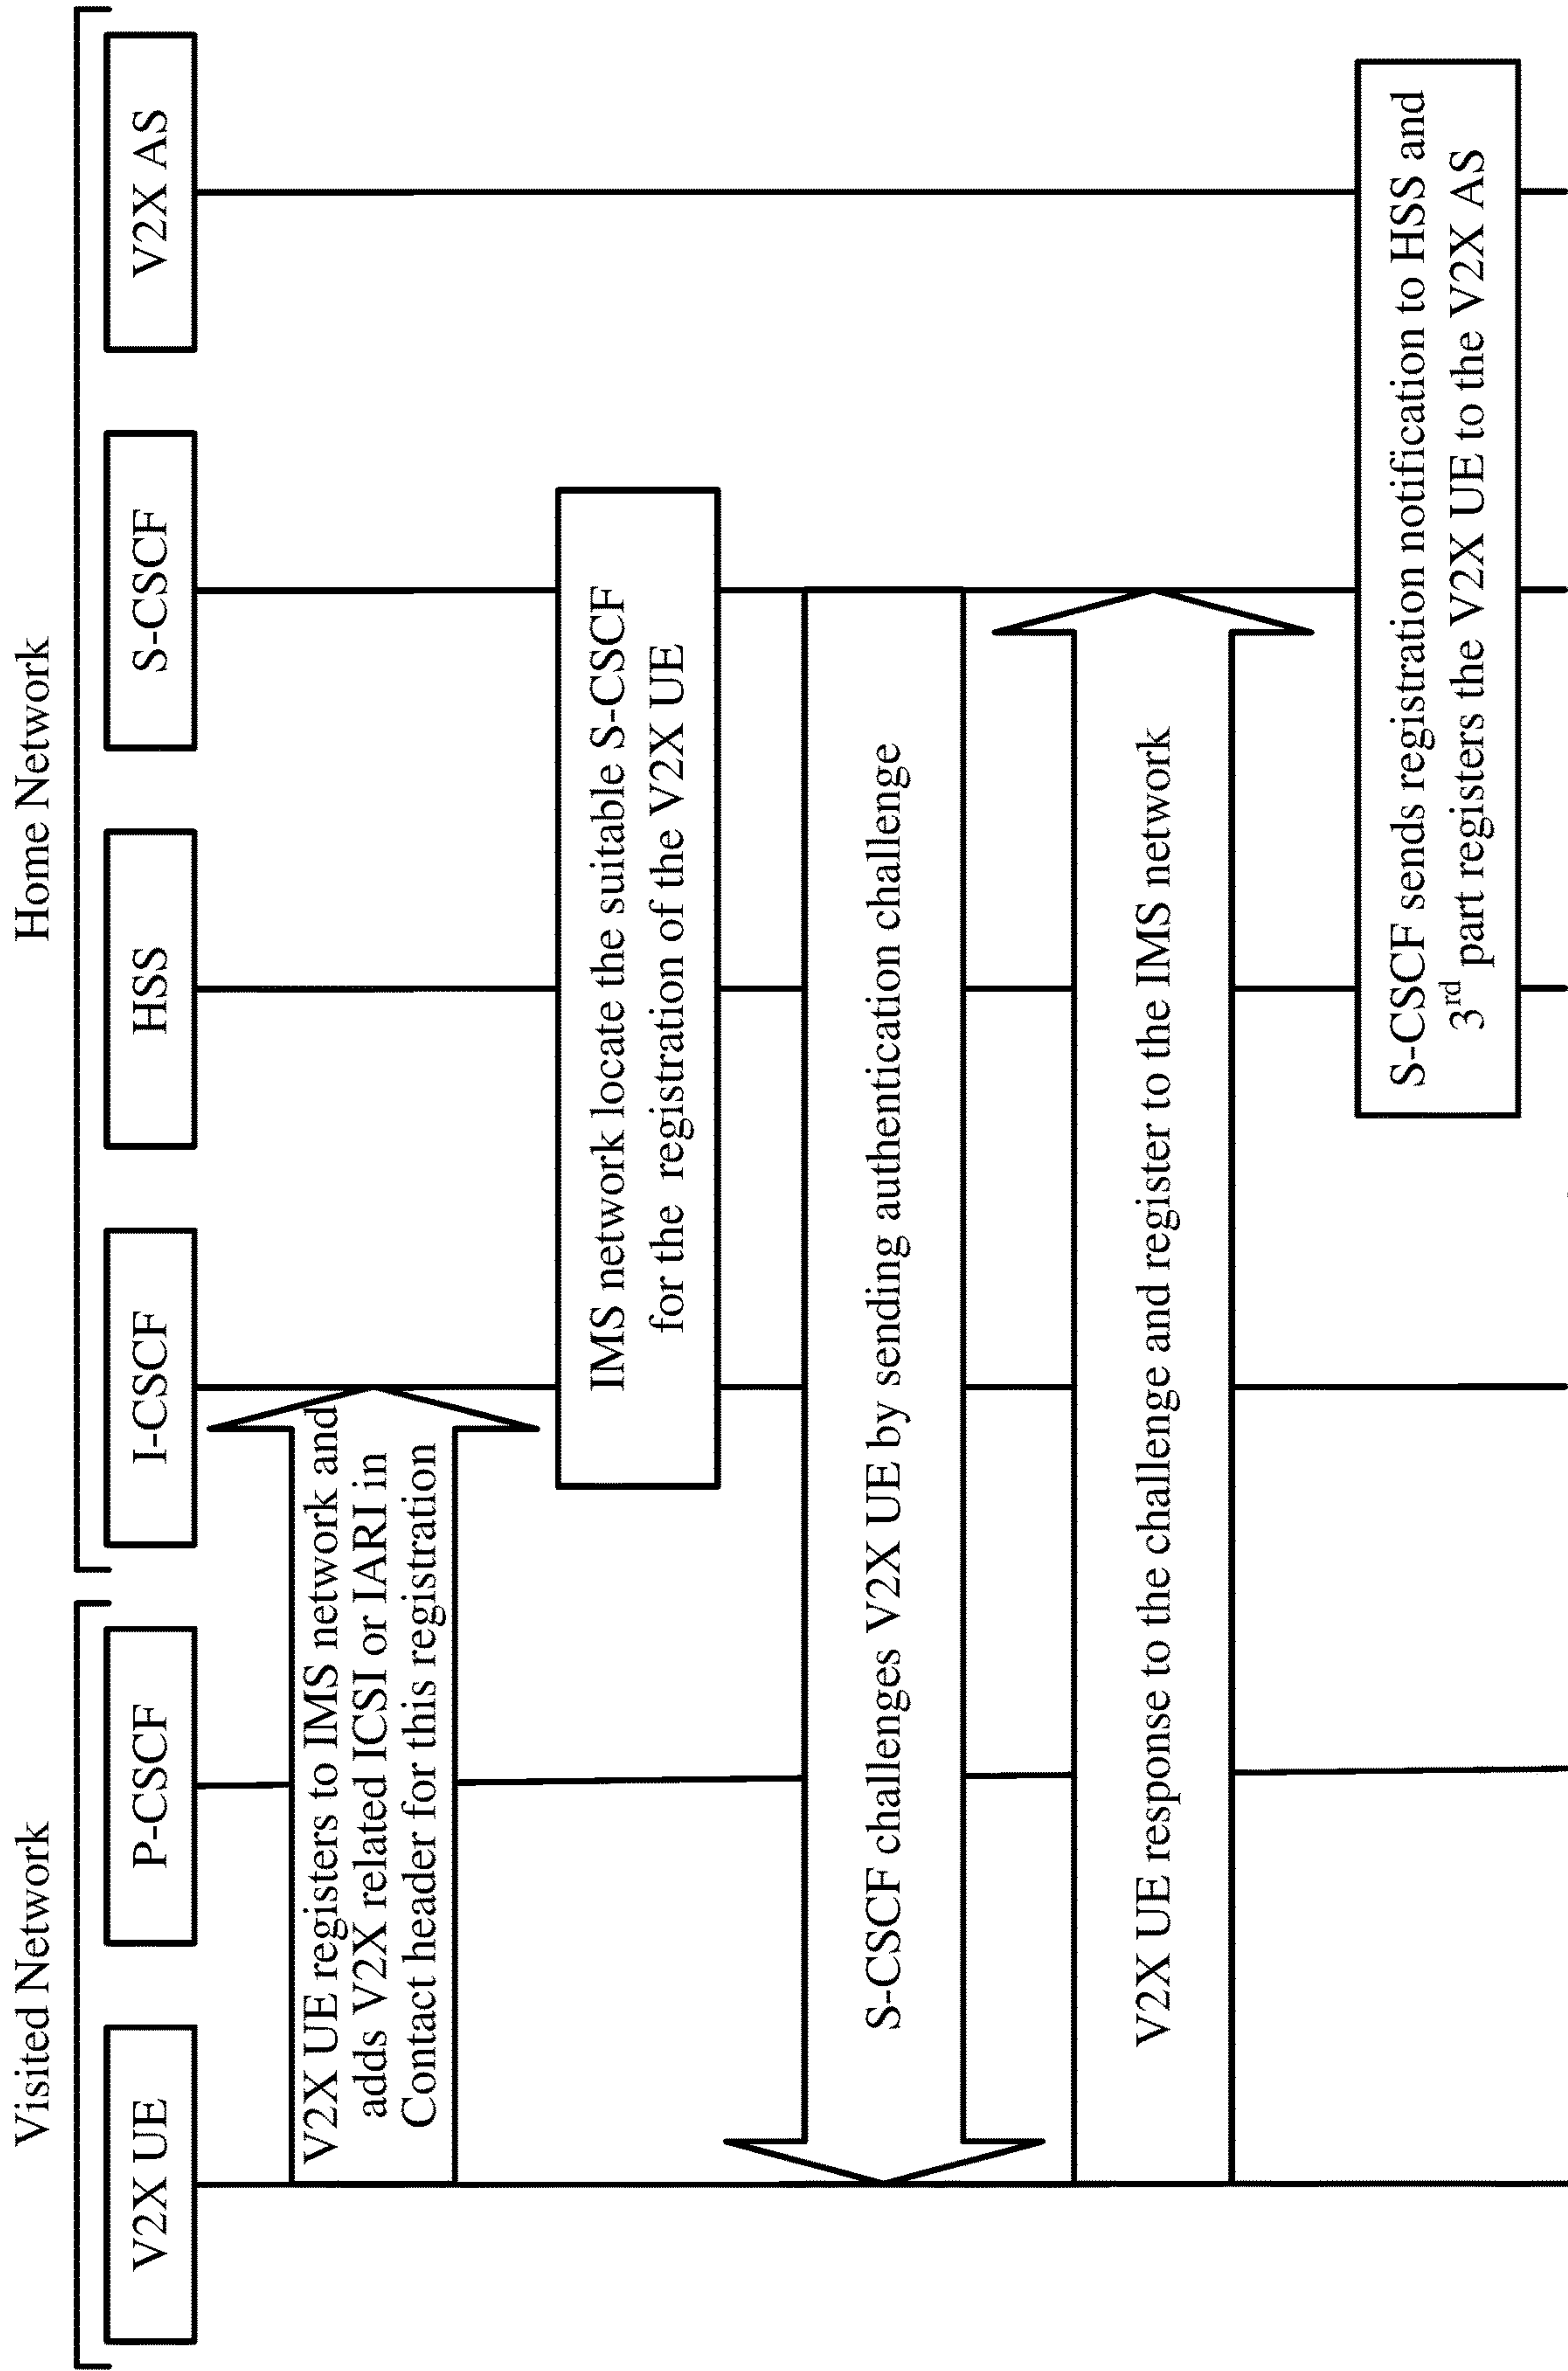 Visited Network
Home Network
V2X UE
P-CSCF
I-CSCF
HSS
S-CSCF
V2X AS
V2X UE registers to IMS network and
adds V2X related ICSI or IARI in
Contact header for this registration
IMS network locate the suitable S-CSCF
for the registration of the V2X UE
S-CSCF challenges V2X UE by sending authentication challenge
V2X UE response to the challenge and register to the IMS network
S-CSCF sends registration notification to HSS and
3rd part registers the V2X UE to the V2X AS